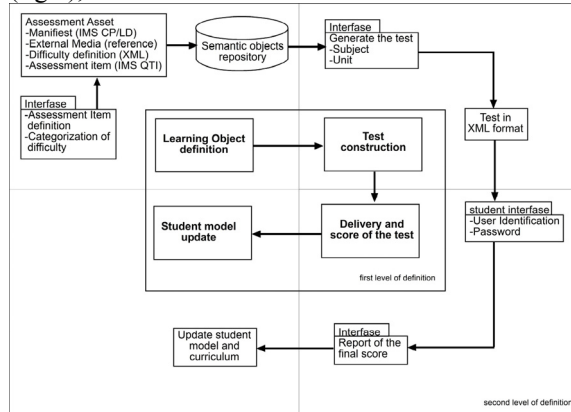 Assessment Asset
-Manifiest (IMS CP/LD)
-External Media (reference)
-Difficulty definition (XML)
-Assessment item (IMS QTI)
Semantic objects
repository
Interfase
Generate the test
-Subject
-Unit
Interfase
-Assessment Item
definition
-Categorization of
difficulty
Test in
XML format
Learning Object
definition
Test
construction
Student model
update
Delivery and
score of the test
first level of definition
student interfase
-User Identification
-Password
Update student
model and
curriculum
Interfase
Report of the
final score
second level of definition